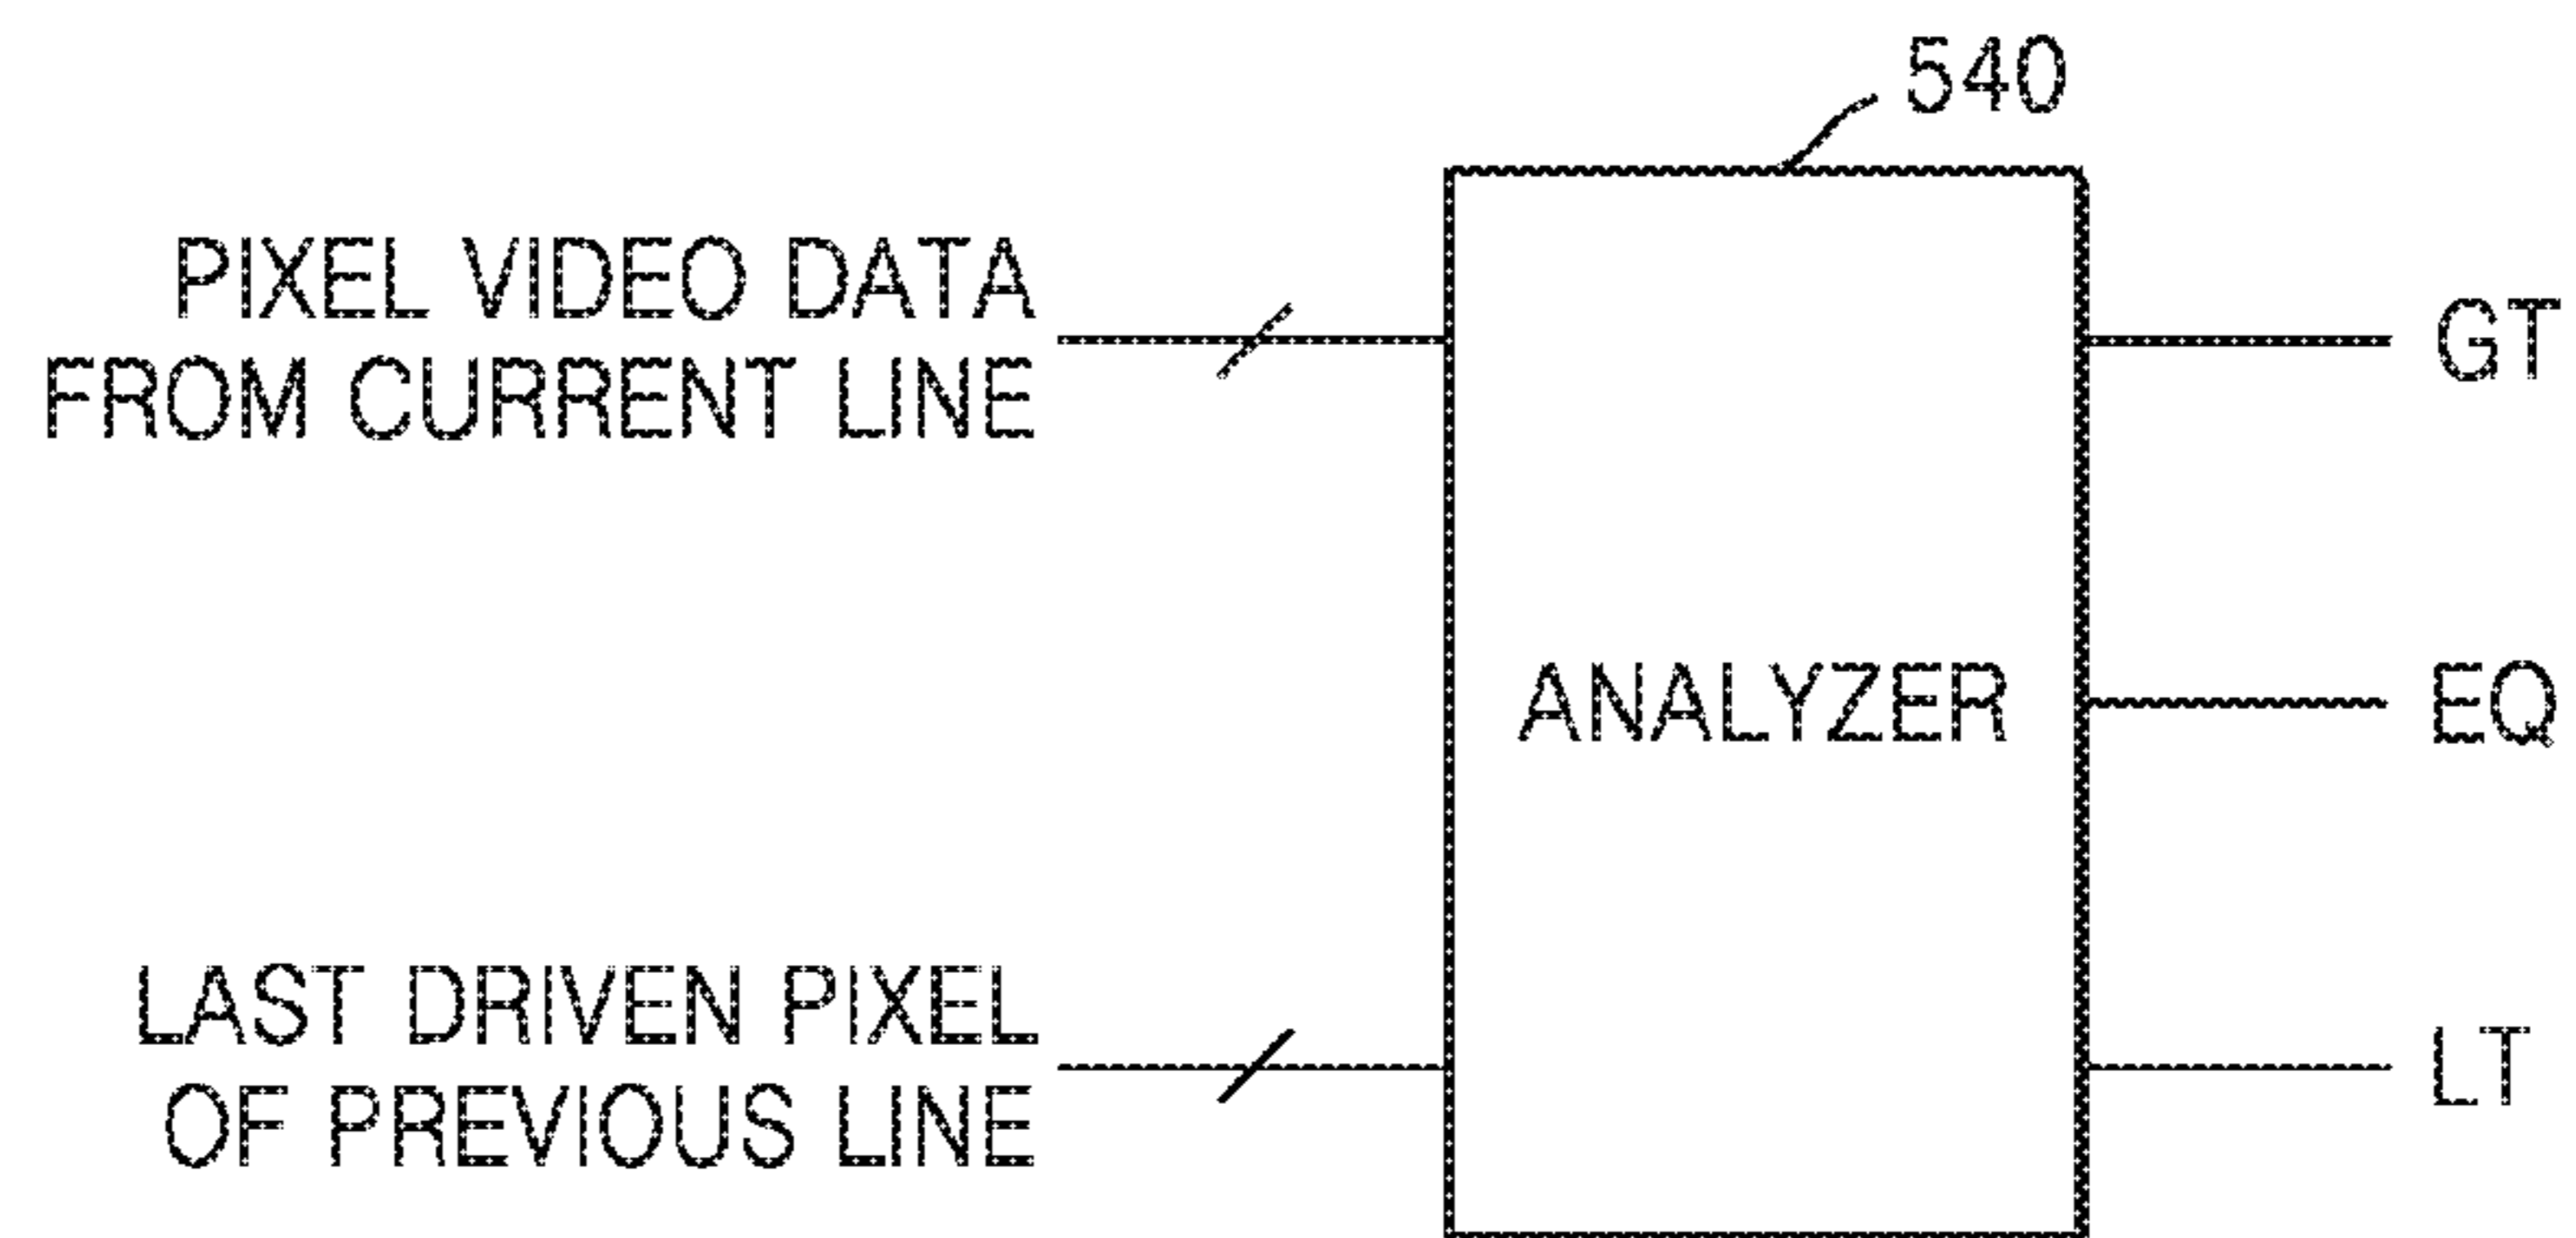 540
PIXEL VIDEO DATA
FROM CURRENT LINE
GT
ANALYZER
EQ
LAST DRIVEN PIXEL
OF PREVIOUS LINE
LT